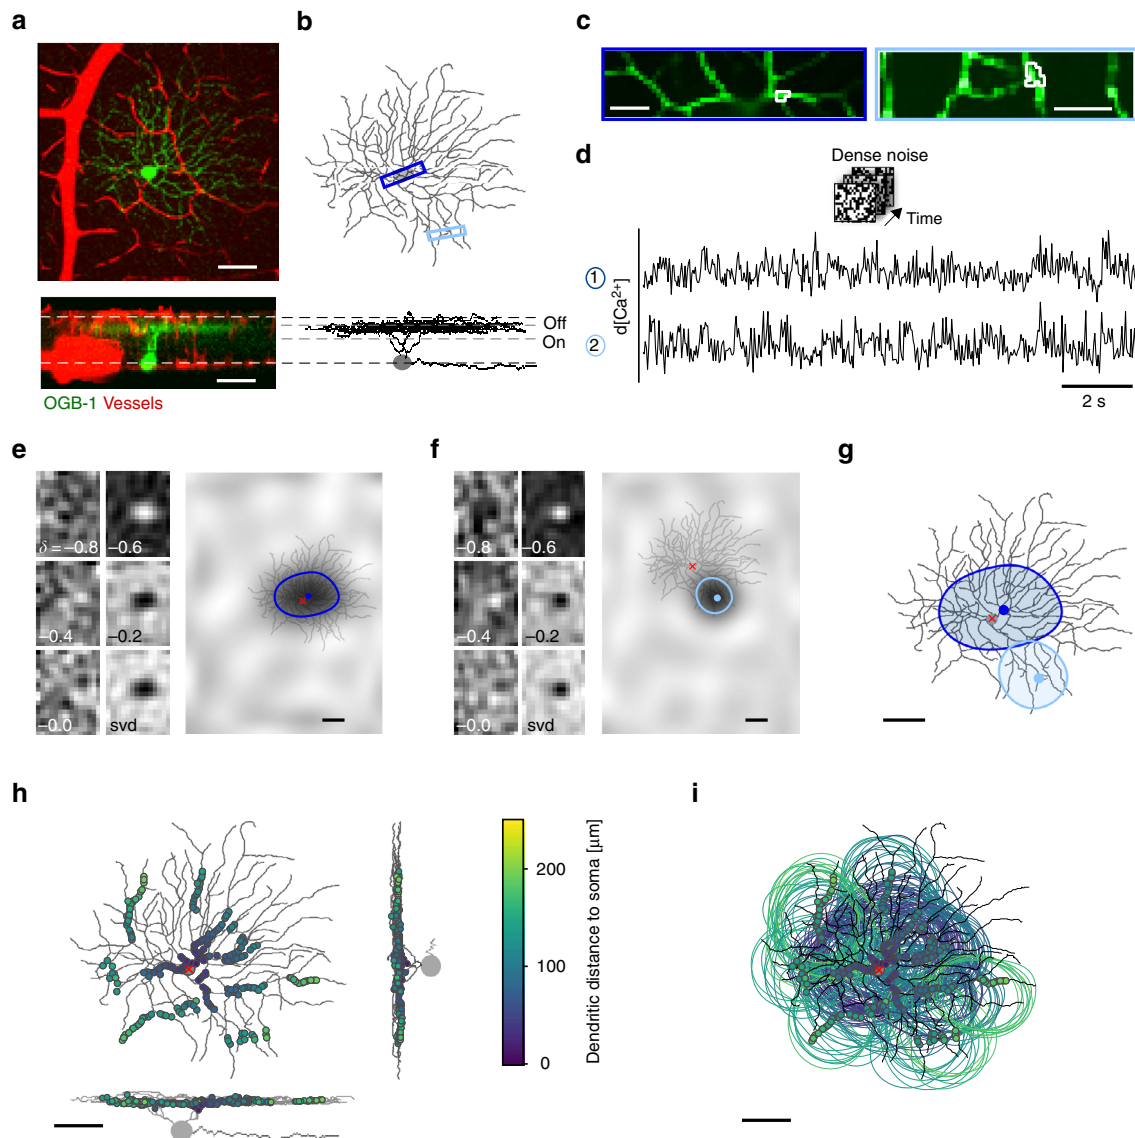 a
b
c
d
Dense noise
Time
1
2
d[Ca²⁺]
2 s
Off
On
OGB-1 Vessels
e
f
g
δ = −0.8
−0.6
−0.4
−0.2
−0.0
svd
−0.8
−0.6
−0.4
−0.2
−0.0
svd
h
i
200
100
0
Dendritic distance to soma [μm]